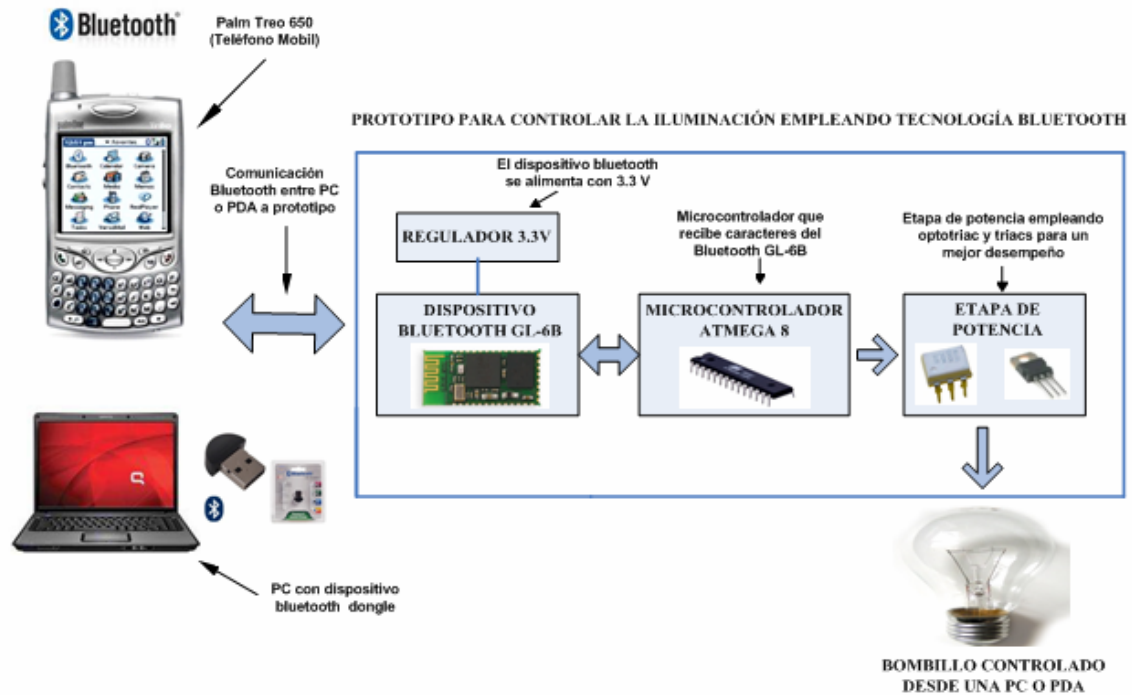 Bluetooth®
Palm Treo 650
(Teléfono Mobil)
PROTOTIPO PARA CONTROLAR LA ILUMINACIÓN EMPLEANDO TECNOLOGÍA BLUETOOTH
Comunicación
Bluetooth entre PC
o PDA a prototipo
El dispositivo bluetooth
se alimenta con 3.3 V
REGULADOR 3.3V
Microcontrolador que
recibe caracteres del
Bluetooth GL-6B
Etapa de potencia empleando
optotriac y triacs para un
mejor desempeño
DISPOSITIVO
BLUETOOTH GL-6B
MICROCONTROLADOR
ATMEGA 8
ETAPA DE
POTENCIA
PC con dispositivo
bluetooth dongle
BOMBILLO CONTROLADO
DESDE UNA PC O PDA